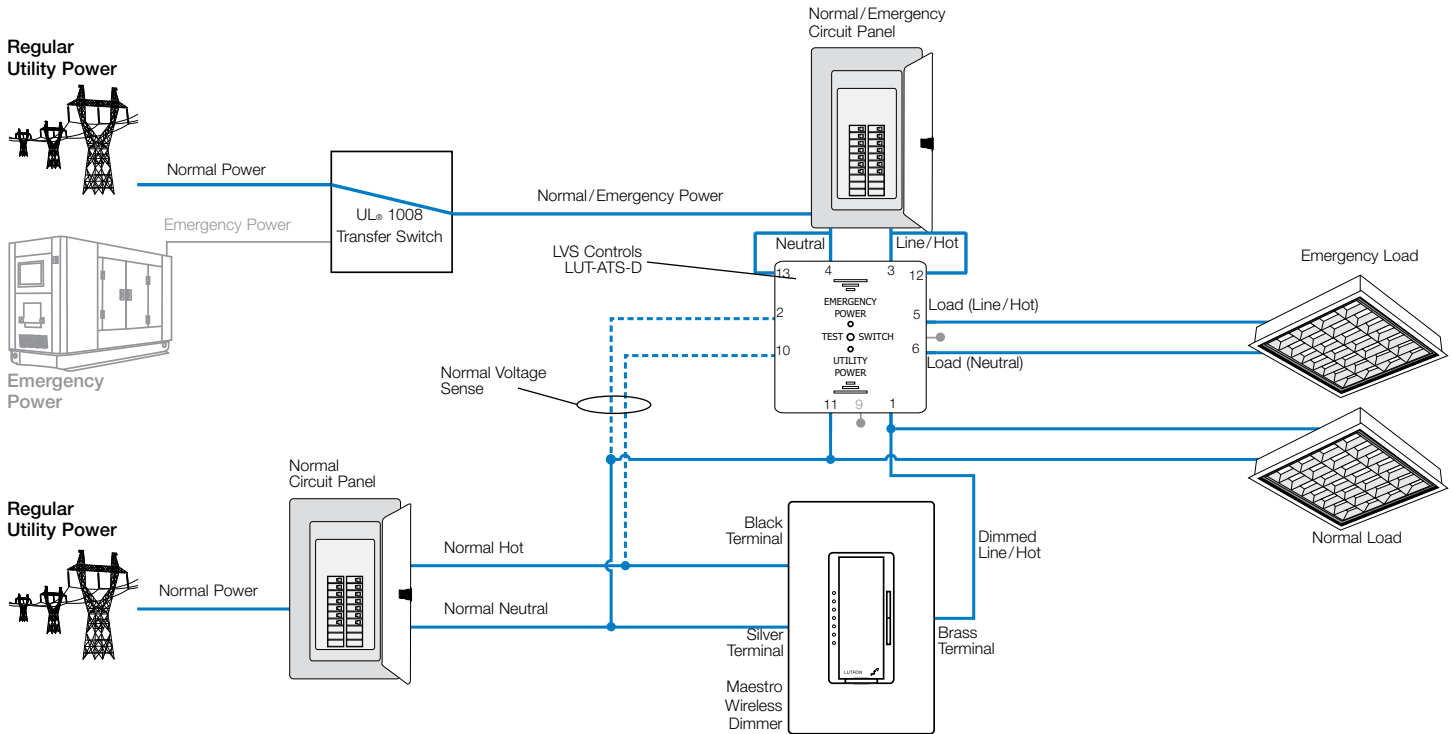 Normal/Emergency
Circuit Panel
Regular
Utility Power
Normal Power
Normal/Emergency Power
UL® 1008
Transfer Switch
Emergency Power
Emergency
Power
LVS Controls
LUT-ATS-D
Neutral
Line/Hot
13
4
3
12
2
10
5
6
11
9
1
EMERGENCY
POWER
TEST
SWITCH
UTILITY
POWER
Load (Line/Hot)
Load (Neutral)
Emergency Load
Normal Voltage
Sense
Normal Load
Regular
Utility Power
Normal Power
Normal
Circuit Panel
Normal Hot
Normal Neutral
Black
Terminal
Silver
Terminal
Dimmed
Line/Hot
Brass
Terminal
Maestro
Wireless
Dimmer
LUTRON